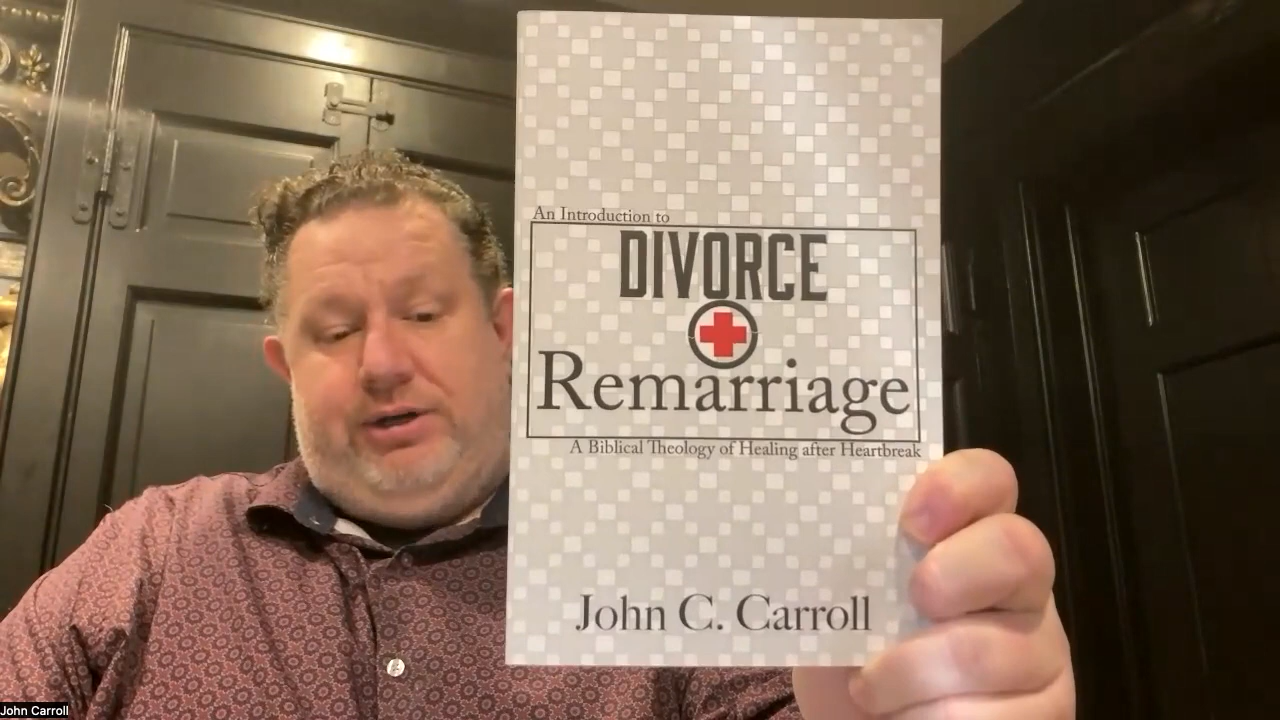 An Introduction to
DIVORCE
Remarriage
A Biblical Theology of Healing after Heartbreak
John C. Carroll
John Carroll